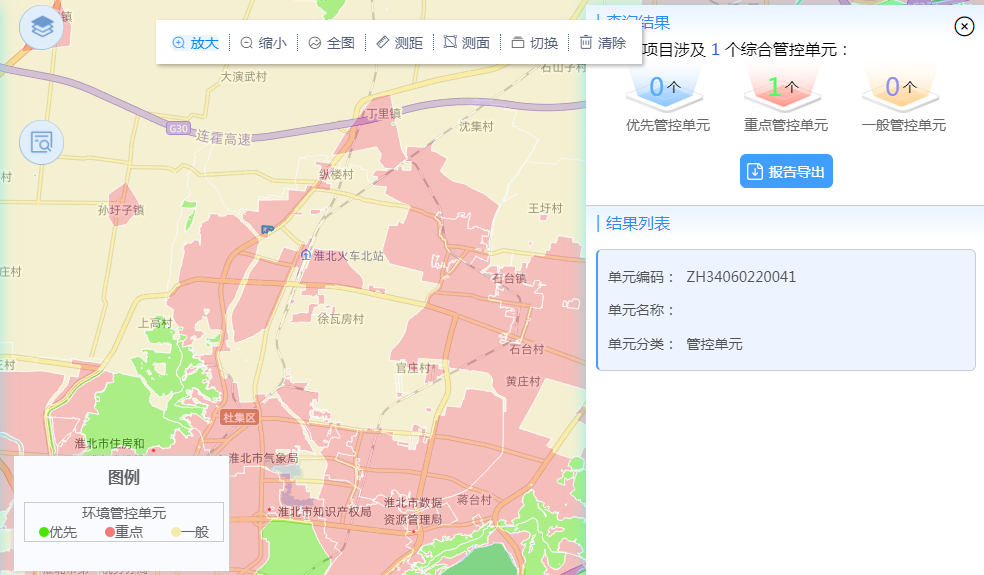 放大 缩小 全图 测距 测面 切换 清除
大演武村
石山子村
丁里镇
沈集村
G30
连霍高速
纵楼村
孙圩子镇
王圩村
淮北火车北站
石台镇
上高村
徐瓦房村
石台村
官庄村
黄庄村
杜集区
淮北市住房和
淮北市气象局
淮北市数据
资源管理局
蒋台村
淮北市知识产权局
图例
环境管控单元
优先 重点 一般
查询结果
项目涉及 1 个综合管控单元：
0个 1个 0个
优先管控单元 重点管控单元 一般管控单元
报告导出
结果列表
单元编码： ZH34060220041
单元名称：
单元分类： 管控单元